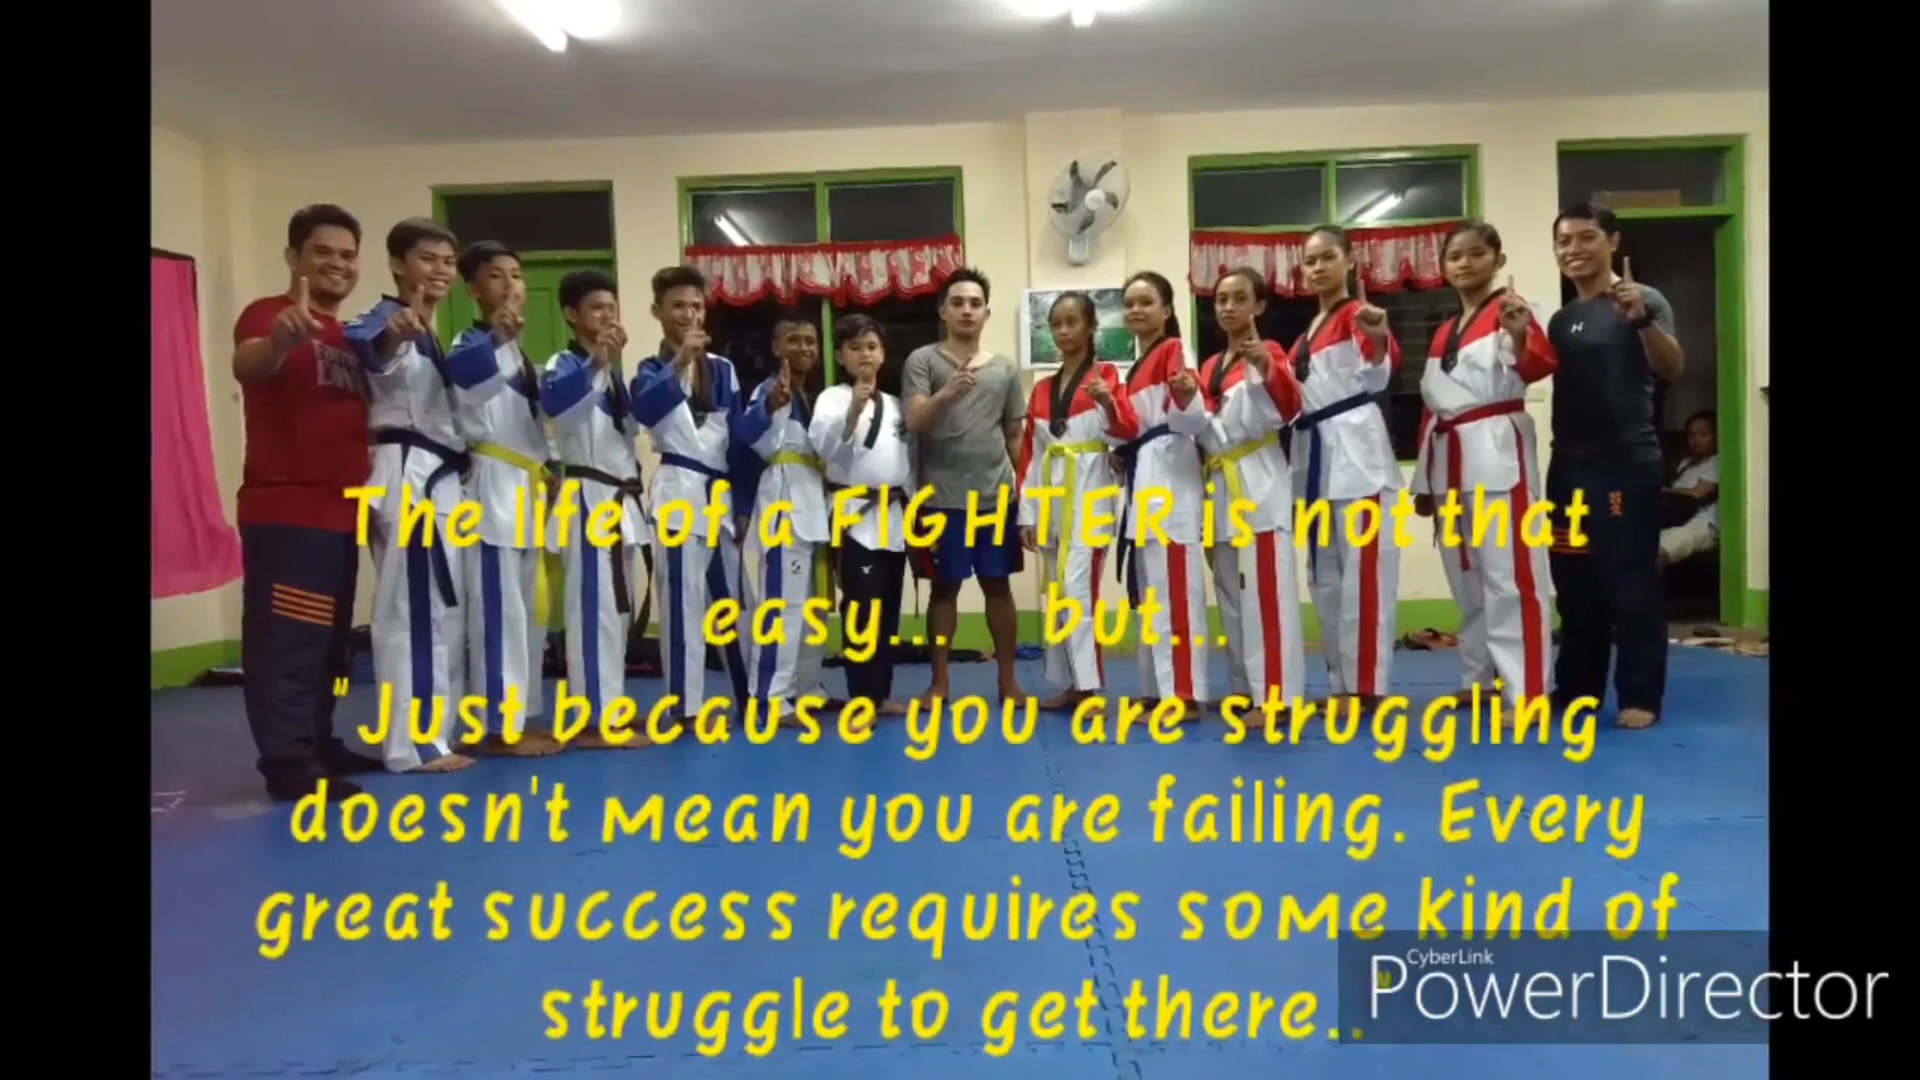 The life of a FIGHTER is not that
easy... but...
"Just because you are struggling
doesn't mean you are failing. Every
great success requires some kind of
struggle to get there.."
CyberLink
PowerDirector